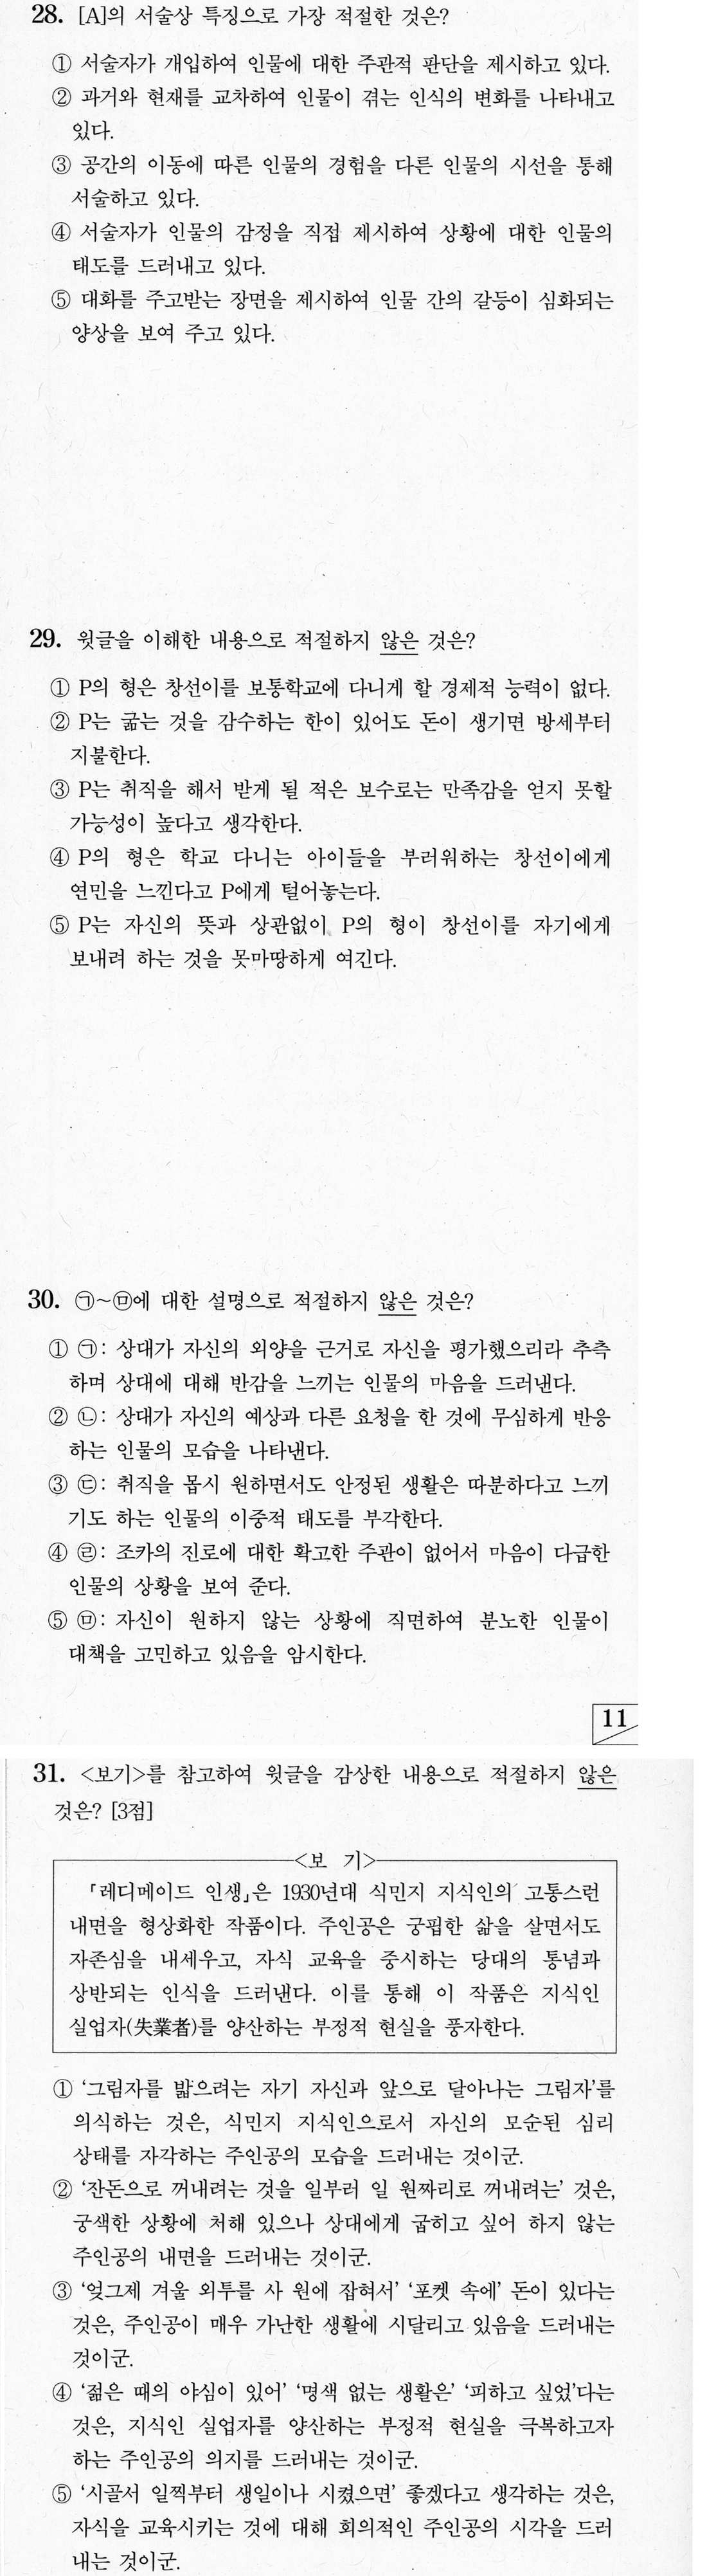 28. [A]의 서술상 특징으로 가장 적절한 것은?
① 서술자가 개입하여 인물에 대한 주관적 판단을 제시하고 있다.
② 과거와 현재를 교차하여 인물이 겪는 인식의 변화를 나타내고
있다.
③ 공간의 이동에 따른 인물의 경험을 다른 인물의 시선을 통해
서술하고 있다.
④ 서술자가 인물의 감정을 직접 제시하여 상황에 대한 인물의
태도를 드러내고 있다.
⑤ 대화를 주고받는 장면을 제시하여 인물 간의 갈등이 심화되는
양상을 보여 주고 있다.
29. 윗글을 이해한 내용으로 적절하지 않은 것은?
① P의 형은 창선이를 보통학교에 다니게 할 경제적 능력이 없다.
② P는 굶는 것을 감수하는 한이 있어도 돈이 생기면 방세부터
지불한다.
③ P는 취직을 해서 받게 될 적은 보수로는 만족감을 얻지 못할
가능성이 높다고 생각한다.
④ P의 형은 학교 다니는 아이들을 부러워하는 창선이에게
연민을 느낀다고 P에게 털어놓는다.
⑤ P는 자신의 뜻과 상관없이 P의 형이 창선이를 자기에게
보내려 하는 것을 못마땅하게 여긴다.
30. ㉠~㉤에 대한 설명으로 적절하지 않은 것은?
① ㉠: 상대가 자신의 외양을 근거로 자신을 평가했으리라 추측
하며 상대에 대해 반감을 느끼는 인물의 마음을 드러낸다.
② ㉡: 상대가 자신의 예상과 다른 요청을 한 것에 무심하게 반응
하는 인물의 모습을 나타낸다.
③ ㉢: 취직을 몹시 원하면서도 안정된 생활은 따분하다고 느끼
기도 하는 인물의 이중적 태도를 부각한다.
④ ㉣: 조카의 진로에 대한 확고한 주관이 없어서 마음이 다급한
인물의 상황을 보여 준다.
⑤ ㉤: 자신이 원하지 않는 상황에 직면하여 분노한 인물이
대책을 고민하고 있음을 암시한다.
11
31. <보기>를 참고하여 윗글을 감상한 내용으로 적절하지 않은
것은? [3점]
<보 기>
「레디메이드 인생」은 1930년대 식민지 지식인의 고통스런
내면을 형상화한 작품이다. 주인공은 궁핍한 삶을 살면서도
자존심을 내세우고, 자식 교육을 중시하는 당대의 통념과
상반되는 인식을 드러낸다. 이를 통해 이 작품은 지식인
실업자(失業者)를 양산하는 부정적 현실을 풍자한다.
① ‘그림자를 밟으려는 자기 자신과 앞으로 달아나는 그림자’를
의식하는 것은, 식민지 지식인으로서 자신의 모순된 심리
상태를 자각하는 주인공의 모습을 드러내는 것이군.
② ‘잔돈으로 꺼내려는 것을 일부러 일 원짜리로 꺼내려는’ 것은,
궁색한 상황에 처해 있으나 상대에게 굽히고 싶어 하지 않는
주인공의 내면을 드러내는 것이군.
③ ‘엊그제 겨울 외투를 사 원에 잡혀서’ ‘포켓 속에’ 돈이 있다는
것은, 주인공이 매우 가난한 생활에 시달리고 있음을 드러내는
것이군.
④ ‘젊은 때의 야심이 있어’ ‘명색 없는 생활은’ ‘피하고 싶었’다는
것은, 지식인 실업자를 양산하는 부정적 현실을 극복하고자
하는 주인공의 의지를 드러내는 것이군.
⑤ ‘시골서 일찍부터 생일이나 시켰으면’ 좋겠다고 생각하는 것은,
자식을 교육시키는 것에 대해 회의적인 주인공의 시각을 드러
내는 것이군.